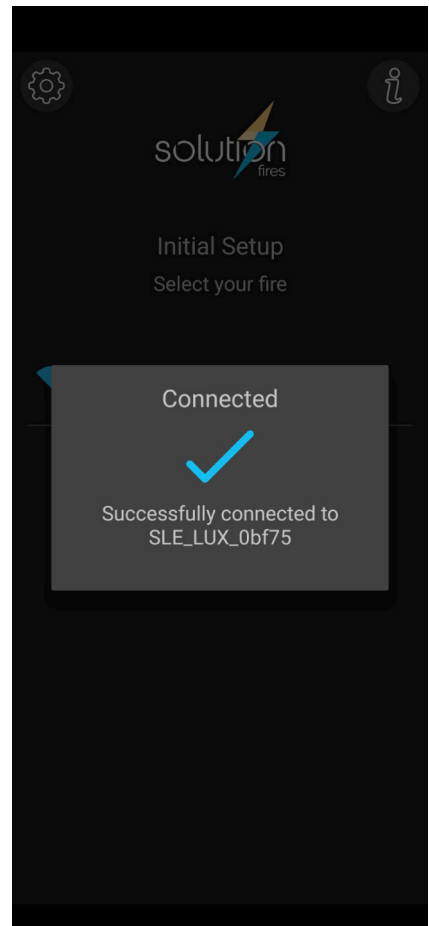 solution
fires
Initial Setup
Select your fire
Connected
Successfully connected to
SLE_LUX_0bf75